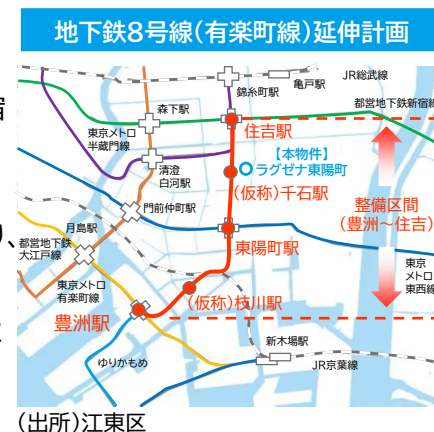 地下鉄8号線(有楽町線)延伸計画
亀戸駅
JR総武線
錦糸町駅
宿
森下駅
都営地下鉄新宿線
住吉駅
東京メトロ
半蔵門線
清澄
白河駅
【本物件】
ラグゼナ東陽町
(仮称)千石駅
整備区間
(豊洲~住吉)
門前仲町駅
り、
月島駅
東陽町駅
都営地下鉄
大江戸線
東京メトロ
有楽町線
東京
メトロ
東西線
(仮称)枝川駅
豊洲駅
新木場駅
ゆりかもめ
JR京葉線
(出所)江東区